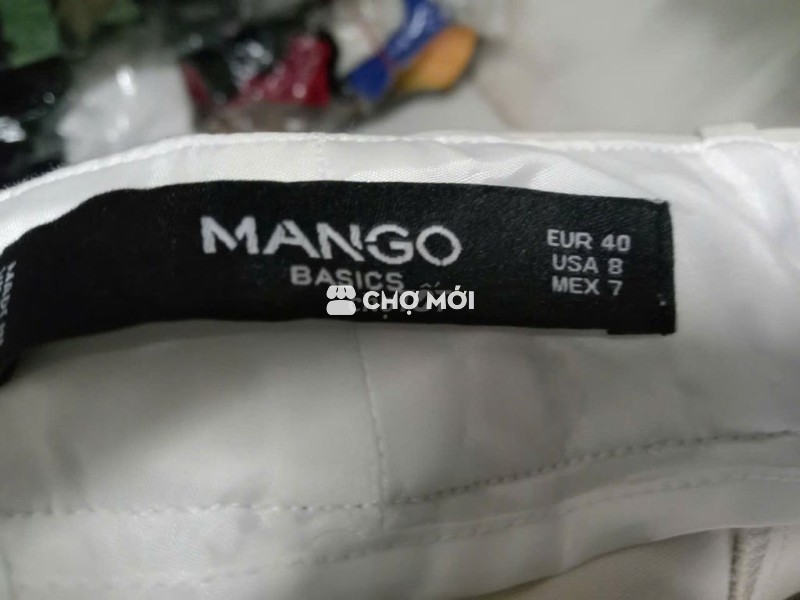 MANGO
BASICS
EUR 40
USA 8
MEX 7
CHỢ MỚI